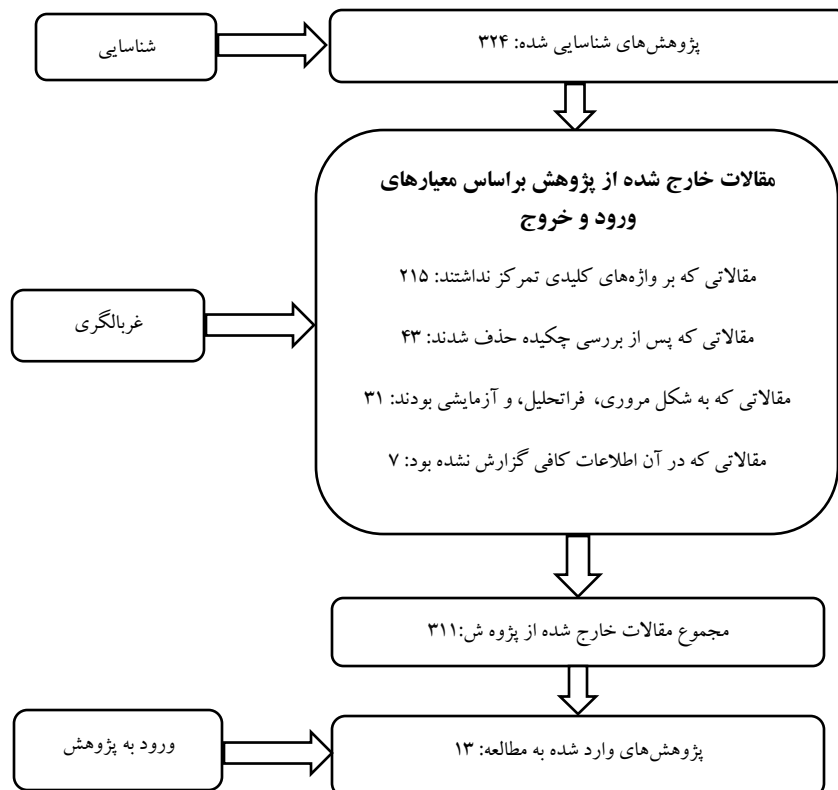 شناسایی
پژوهش‌های شناسایی شده: ۳۲۴
مقالات خارج شده از پژوهش براساس معیارهای
ورود و خروج
مقالاتی که بر واژه‌های کلیدی تمرکز نداشتند: ۲۱۵
مقالاتی که پس از بررسی چکیده حذف شدند: ۴۳
مقالاتی که به شکل مروری، فراتحلیل، و آزمایشی بودند: ۳۱
مقالاتی که در آن اطلاعات کافی گزارش نشده بود: ۷
غربالگری
مجموع مقالات خارج شده از پژوه ش:۳۱۱
ورود به پژوهش
پژوهش‌های وارد شده به مطالعه: ۱۳